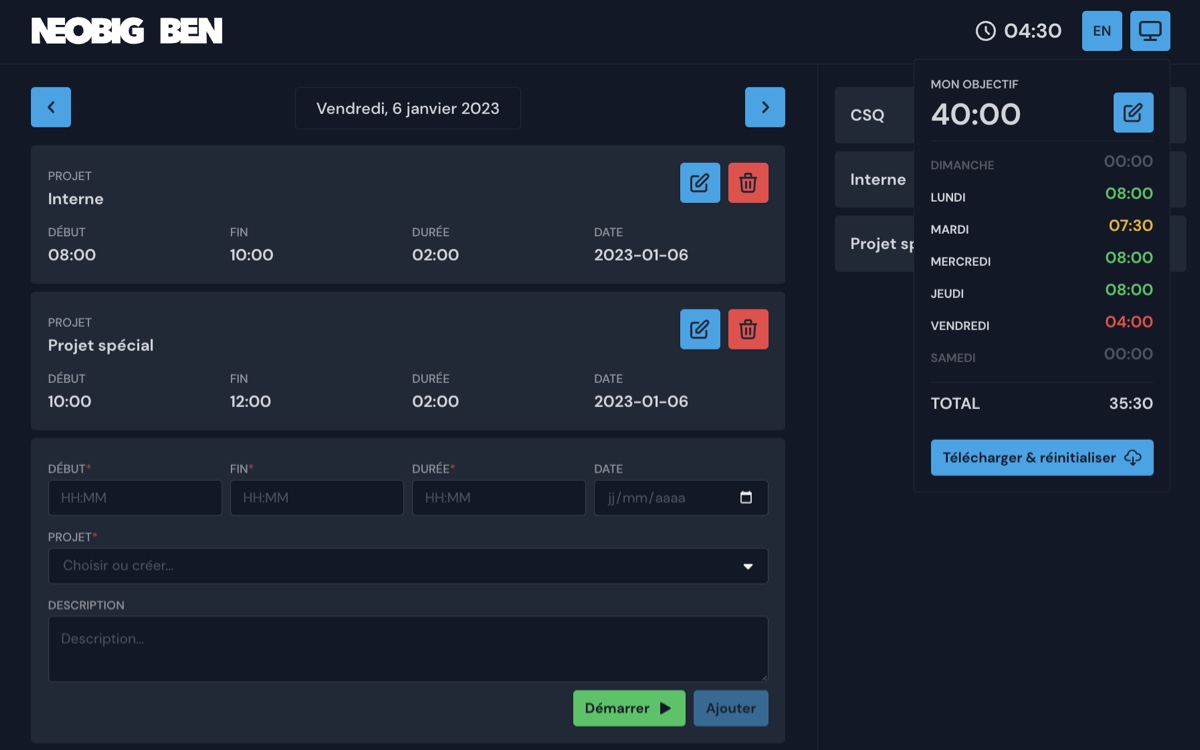 NEOBIG BEN
04:30
EN
Vendredi, 6 janvier 2023
PROJET
Interne
DÉBUT FIN DURÉE DATE
08:00 10:00 02:00 2023-01-06
PROJET
Projet spécial
DÉBUT FIN DURÉE DATE
10:00 12:00 02:00 2023-01-06
DÉBUT* FIN* DURÉE* DATE
HH:MM HH:MM HH:MM jj/mm/aaaa
PROJET*
Choisir ou créer...
DESCRIPTION
Description...
Démarrer Ajouter
CSQ
Interne
Projet sp
MON OBJECTIF
40:00
DIMANCHE 00:00
LUNDI 08:00
MARDI 07:30
MERCREDI 08:00
JEUDI 08:00
VENDREDI 04:00
SAMEDI 00:00
TOTAL 35:30
Télécharger & réinitialiser